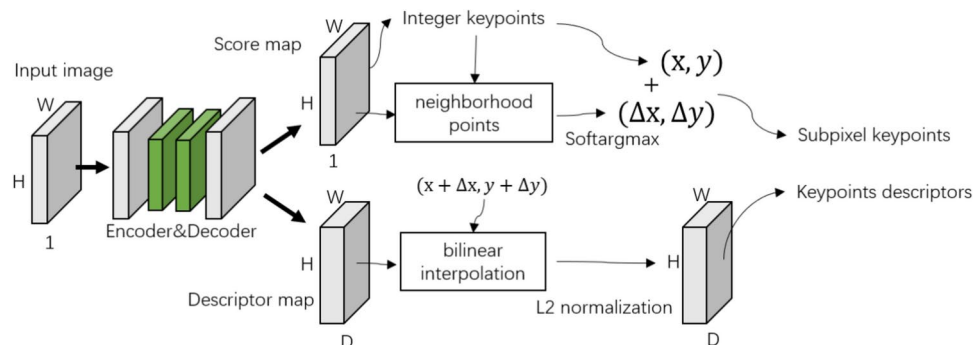 Input image
W
H
1
Encoder&Decoder
Score map
W
H
1
Integer keypoints
neighborhood
points
(x, y)
+
(Δx, Δy)
Softargmax
Subpixel keypoints
Descriptor map
W
H
D
(x + Δx, y + Δy)
bilinear
interpolation
L2 normalization
W
H
D
Keypoints descriptors